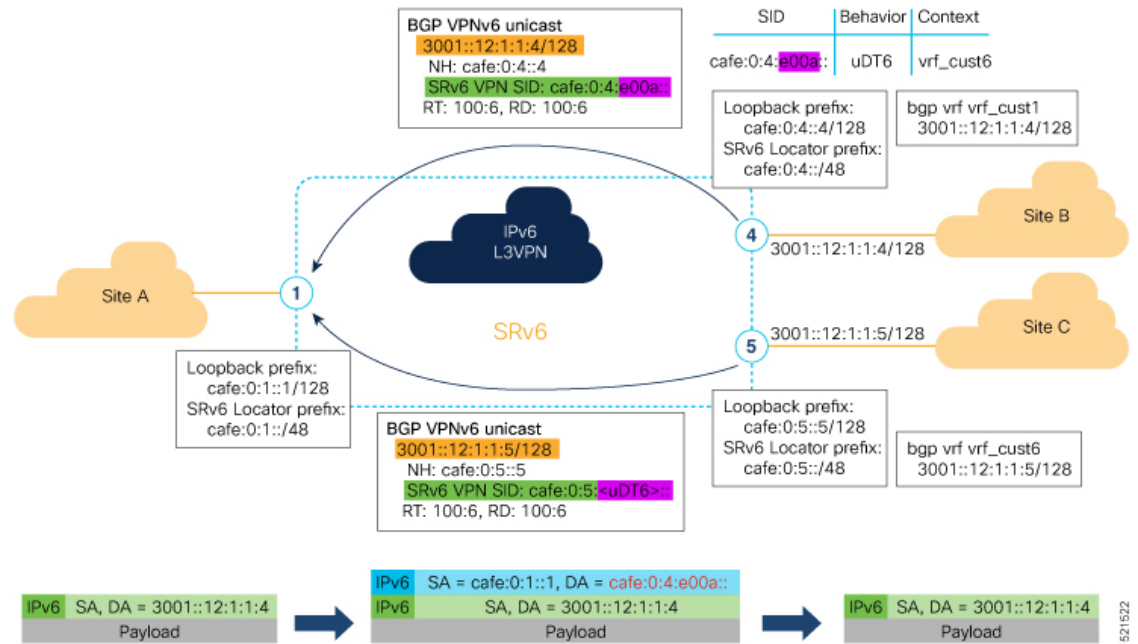 BGP VPNv6 unicast
3001::12:1:1:4/128
NH: cafe:0:4::4
SRv6 VPN SID: cafe:0:4:e00a::
RT: 100:6, RD: 100:6
SID Behavior Context
cafe:0:4:e00a:: uDT6 vrf_cust6
Loopback prefix:
cafe:0:4::4/128
SRv6 Locator prefix:
cafe:0:4::/48
bgp vrf vrf_cust1
3001::12:1:1:4/128
IPv6
L3VPN
Site A
1
SRv6
4
3001::12:1:1:4/128
Site B
5
3001::12:1:1:5/128
Site C
Loopback prefix:
cafe:0:1::1/128
SRv6 Locator prefix:
cafe:0:1::/48
BGP VPNv6 unicast
3001::12:1:1:5/128
NH: cafe:0:5::5
SRv6 VPN SID: cafe:0:5:<uDT6>::
RT: 100:6, RD: 100:6
Loopback prefix:
cafe:0:5::5/128
SRv6 Locator prefix:
cafe:0:5::/48
bgp vrf vrf_cust6
3001::12:1:1:5/128
IPv6 SA, DA = 3001::12:1:1:4
Payload
IPv6 SA = cafe:0:1::1, DA = cafe:0:4:e00a::
IPv6 SA, DA = 3001::12:1:1:4
Payload
IPv6 SA, DA = 3001::12:1:1:4
Payload
521522